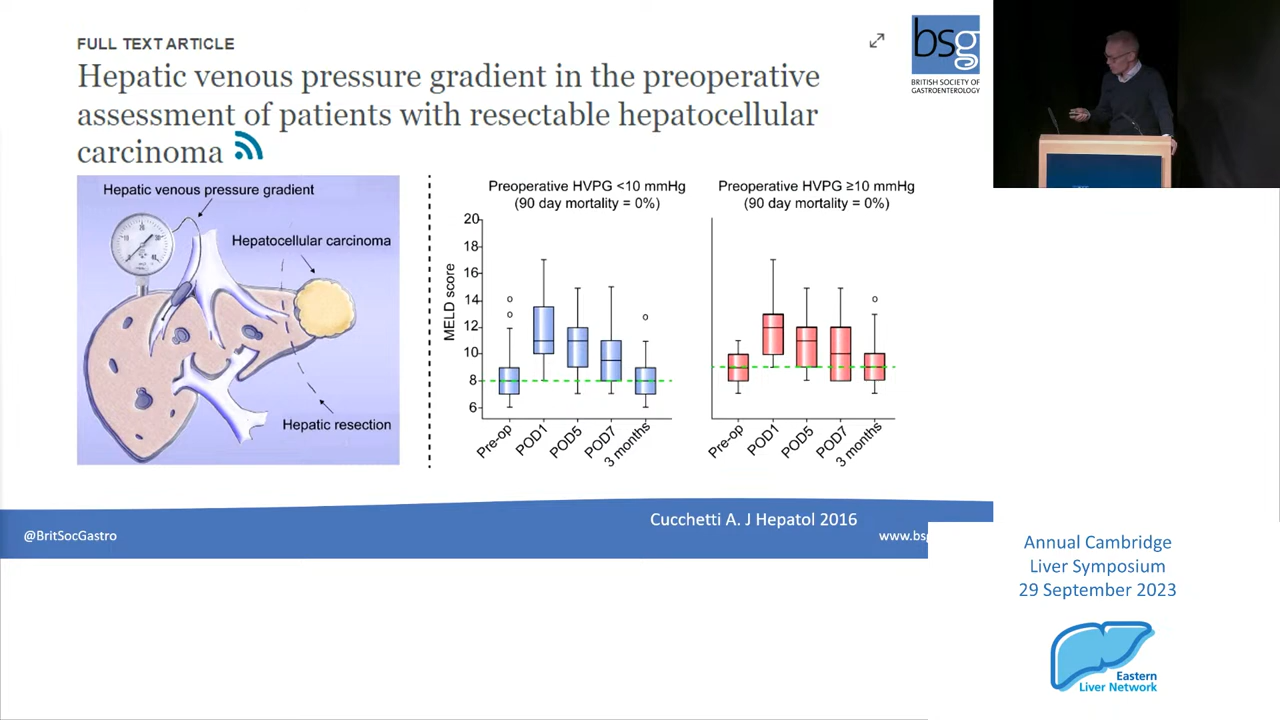 FULL TEXT ARTICLE
Hepatic venous pressure gradient in the preoperative
assessment of patients with resectable hepatocellular
carcinoma
bsg
BRITISH SOCIETY OF
GASTROENTEROLOGY
Hepatic venous pressure gradient
Hepatocellular carcinoma
Hepatic resection
Preoperative HVPG <10 mmHg
(90 day mortality = 0%)
Preoperative HVPG ≥10 mmHg
(90 day mortality = 0%)
MELD score
20
18
16
14
12
10
8
6
Pre-op
POD1
POD5
POD7
3 months
Pre-op
POD1
POD5
POD7
3 months
Cucchetti A. J Hepatol 2016
@BritSocGastro
www.bs
Annual Cambridge
Liver Symposium
29 September 2023
Eastern
Liver Network